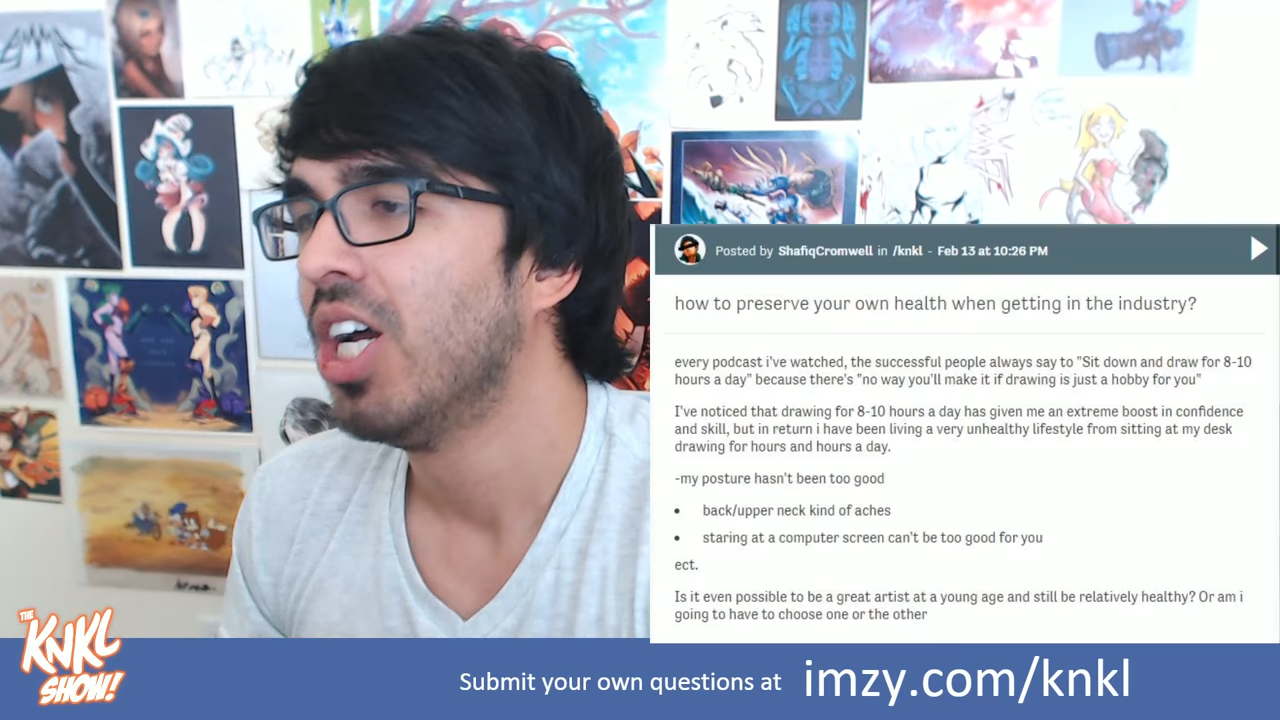 Posted by ShafiqCromwell in /knkl - Feb 13 at 10:26 PM
how to preserve your own health when getting in the industry?
every podcast i've watched, the successful people always say to "Sit down and draw for 8-10
hours a day" because there's "no way you'll make it if drawing is just a hobby for you"
I've noticed that drawing for 8-10 hours a day has given me an extreme boost in confidence
and skill, but in return i have been living a very unhealthy lifestyle from sitting at my desk
drawing for hours and hours a day.
-my posture hasn't been too good
• back/upper neck kind of aches
• staring at a computer screen can't be too good for you
ect.
Is it even possible to be a great artist at a young age and still be relatively healthy? Or am i
going to have to choose one or the other
THE
KNKL
SHOW!
Submit your own questions at imzy.com/knkl